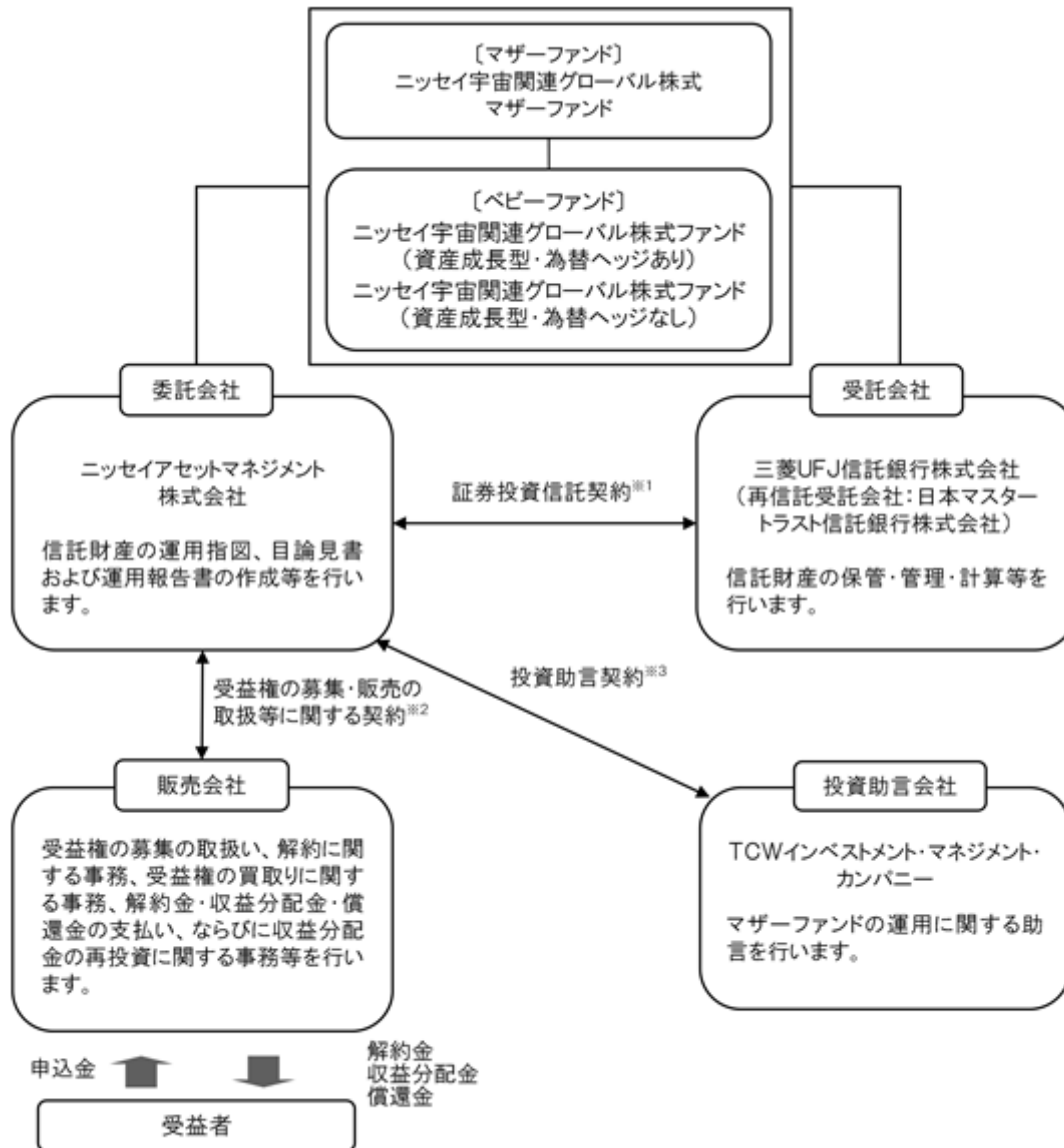 〔マザーファンド〕
ニッセイ宇宙関連グローバル株式
マザーファンド
〔ベビーファンド〕
ニッセイ宇宙関連グローバル株式ファンド
（資産成長型・為替ヘッジあり）
ニッセイ宇宙関連グローバル株式ファンド
（資産成長型・為替ヘッジなし）
委託会社
ニッセイアセットマネジメント
株式会社
信託財産の運用指図、目論見書
および運用報告書の作成等を行い
ます。
証券投資信託契約※1
受託会社
三菱UFJ信託銀行株式会社
（再信託受託会社：日本マスター
トラスト信託銀行株式会社）
信託財産の保管・管理・計算等を
行います。
受益権の募集・販売の
取扱等に関する契約※2
投資助言契約※3
販売会社
受益権の募集の取扱い、解約に関
する事務、受益権の買取りに関す
る事務、解約金・収益分配金・償
還金の支払い、ならびに収益分配
金の再投資に関する事務等を行い
ます。
投資助言会社
TCWインベストメント・マネジメント・
カンパニー
マザーファンドの運用に関する助
言を行います。
申込金
解約金
収益分配金
償還金
受益者